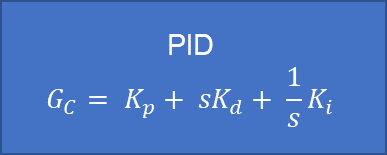 PID
G_C = K_p + sK_d + \frac{1}{s} K_i